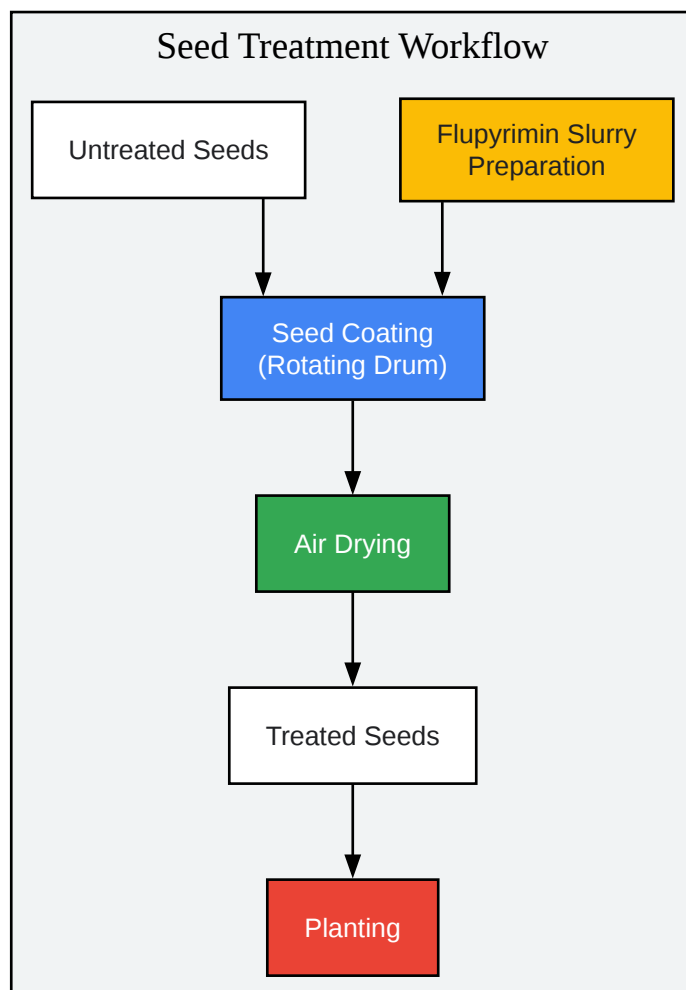 Seed Treatment Workflow
Untreated Seeds
Flupyrimin Slurry
Preparation
Seed Coating
(Rotating Drum)
Air Drying
Treated Seeds
Planting